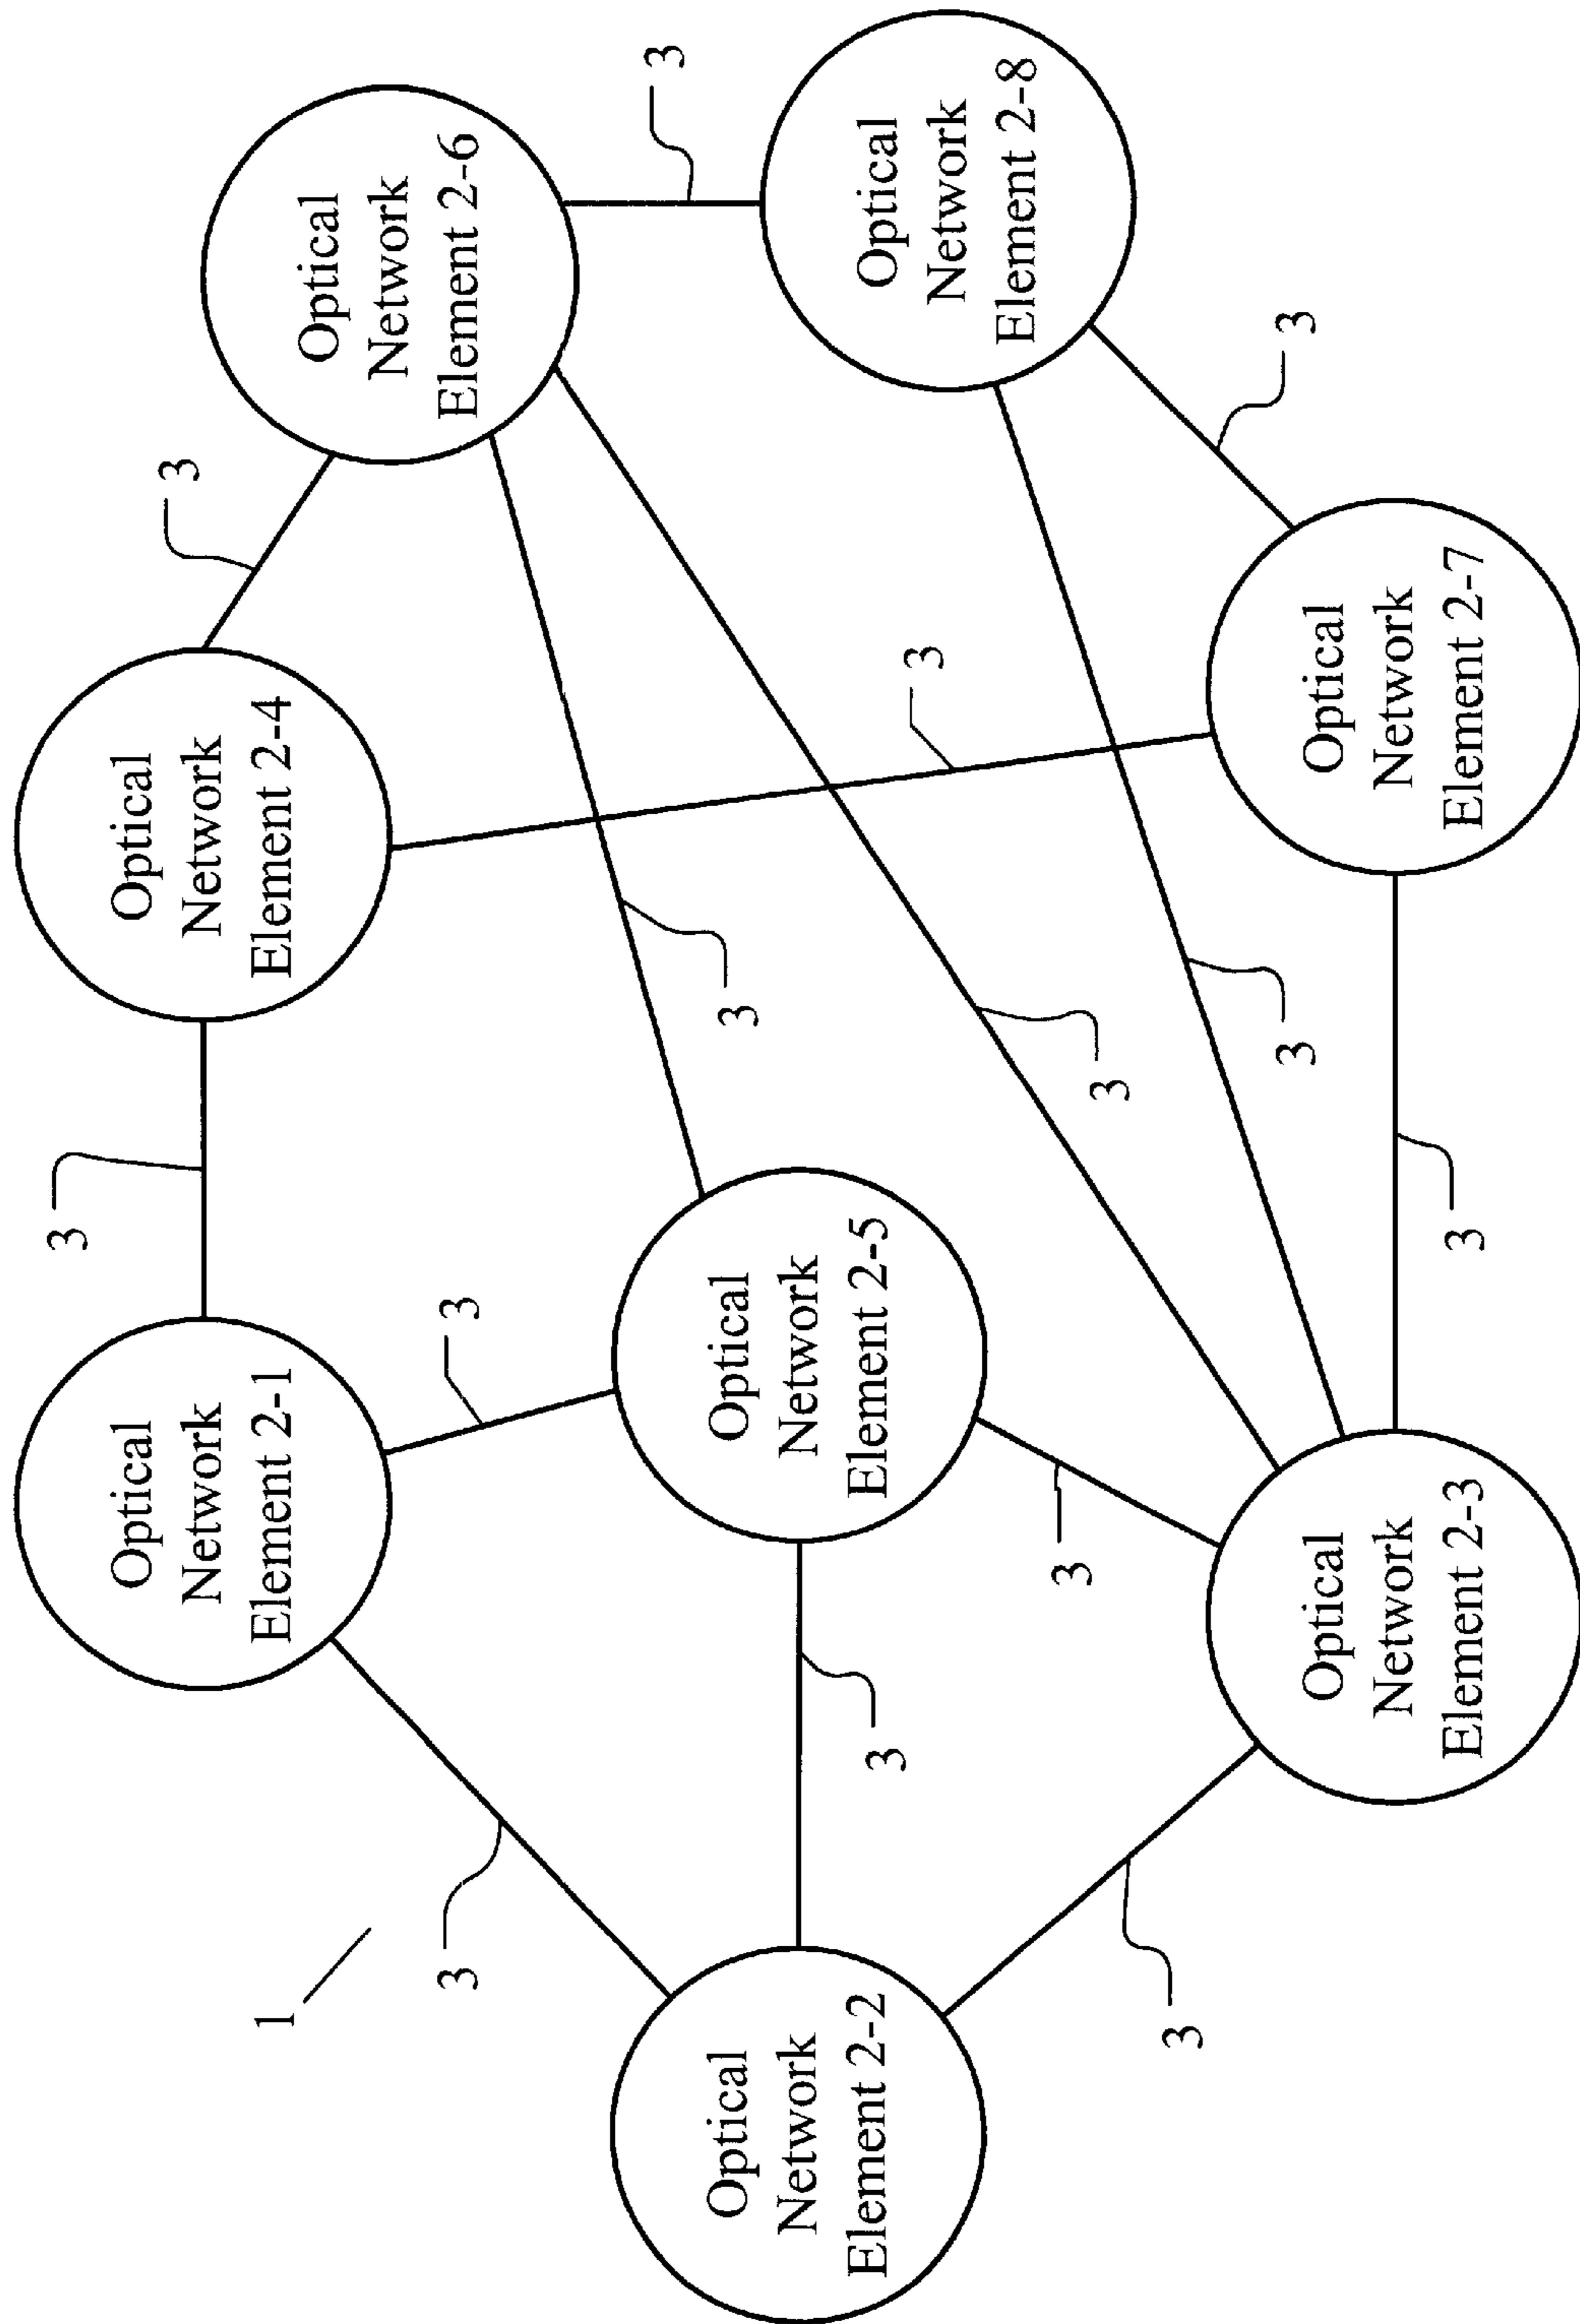 1
3
3
3
3
3
3
3
3
3
3
3
3
3
3
Optical
Network
Element 2-1
Optical
Network
Element 2-4
Optical
Network
Element 2-6
Optical
Network
Element 2-2
Optical
Network
Element 2-5
Optical
Network
Element 2-8
Optical
Network
Element 2-3
Optical
Network
Element 2-7